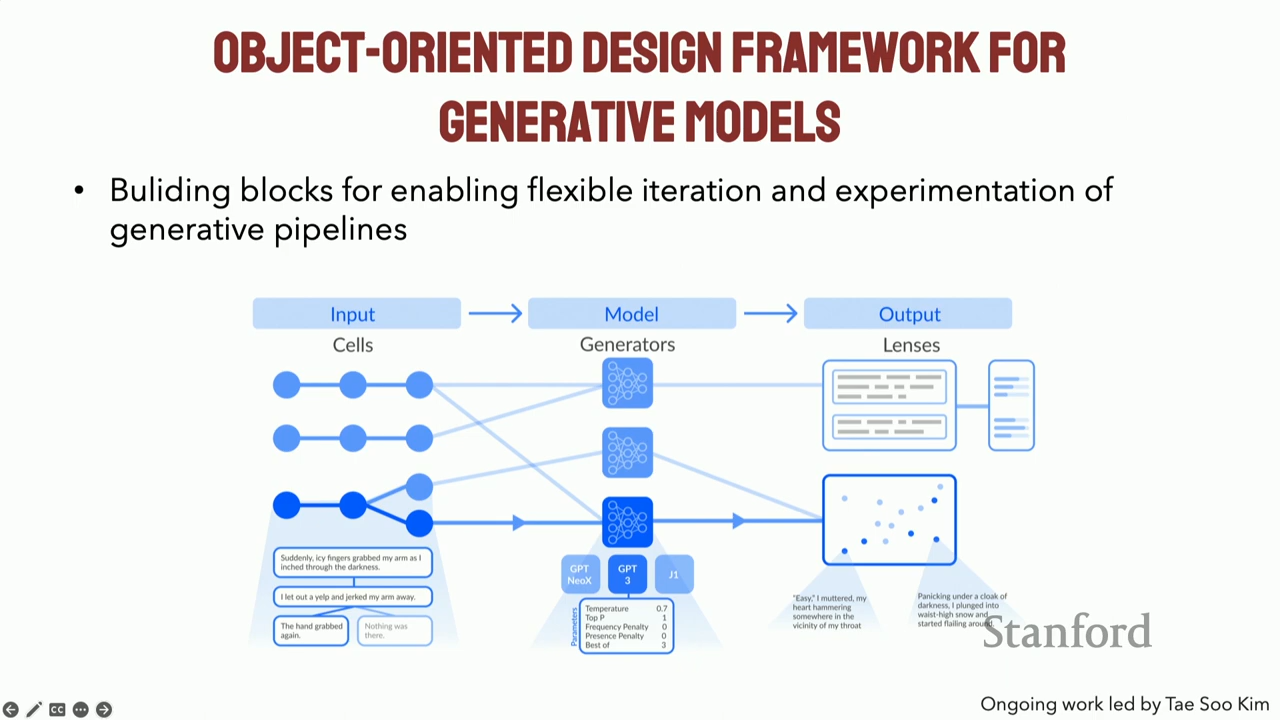 OBJECT-ORIENTED DESIGN FRAMEWORK FOR
GENERATIVE MODELS
• Buliding blocks for enabling flexible iteration and experimentation of
generative pipelines
Input
Model
Output
Cells
Generators
Lenses
Suddenly, icy fingers grabbed my arm as I
inched through the darkness.
I let out a yelp and jerked my arm away.
The hand grabbed
again.
Nothing was
there.
GPT
NeoX
GPT
3
J1
Parameters
Temperature 0.7
Top P 1
Frequency Penalty 0
Presence Penalty 0
Best of 3
"Easy," I muttered, my
heart hammering
somewhere in the
vicinity of my throat
Panicking under a cloak of
darkness, I plunged into
waist-high snow and
started flailing around.
Stanford
CC
Ongoing work led by Tae Soo Kim